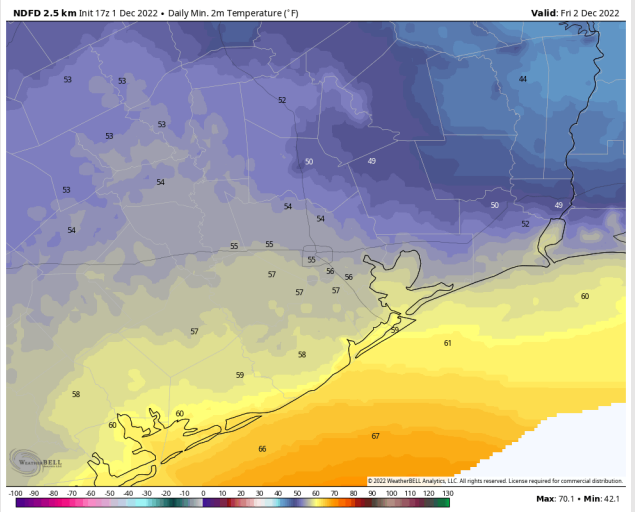 NDFD 2.5 km Init 17z 1 Dec 2022 • Daily Min. 2m Temperature (°F) Valid: Fri 2 Dec 2022
53 53 44
52
53
53
50 49
54
53
54 50 49
54 52
54
55 55
55
57 56 56
57 57 60
57 59
61
58
59
58
60
60
67
66
WEATHERBELL
© 2022 WeatherBELL Analytics, LLC. All rights reserved. License required for commercial distribution.
-100 -90 -80 -70 -60 -50 -40 -30 -20 -10 0 10 20 30 40 50 60 70 80 90 100 110 120 130
Max: 70.1 • Min: 42.1